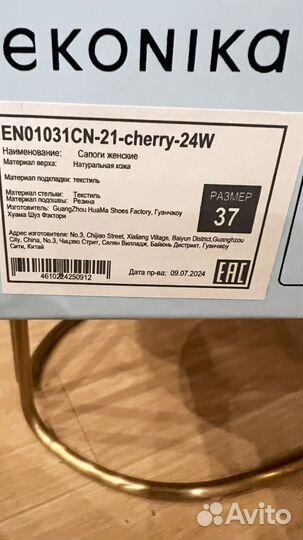 ekonika
EN01031CN-21-cherry-24W
Наименование: Сапоги женские
Материал верха: Натуральная кожа
Материал подкладки: текстиль
Материал стельки: Текстиль
Материал подошвы: Резина
Изготовитель: GuangZhou HuaMa Shoes Factory, Гуанчжоу
Хуама Шуз Фэктори
РАЗМЕР
37
Адрес изготовителя: No.3, Chijiao Street, Xialiang Village, Baiyun District,Guanghzou
City, China, No.3, Чицзяо Стрит, Сялян Вилладж, Байюнь Дистрикт, Гуанчжоу
Сити, Китай
Дата пр-ва: 09.07.2024
EAC
4610224250912
Avito